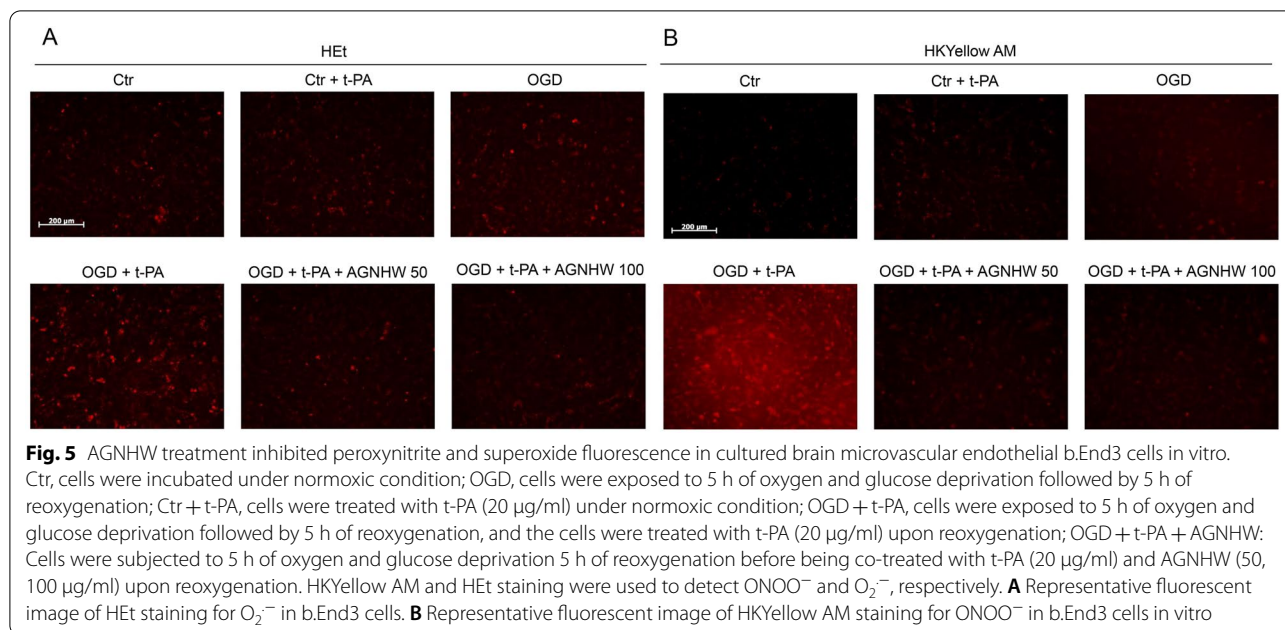 A
B
HEt
HKYellow AM
Ctr
Ctr + t-PA
OGD
Ctr
Ctr + t-PA
OGD
200 µm
200 µm
OGD + t-PA
OGD + t-PA + AGNHW 50
OGD + t-PA + AGNHW 100
OGD + t-PA
OGD + t-PA + AGNHW 50
OGD + t-PA + AGNHW 100
Fig. 5 AGNHW treatment inhibited peroxynitrite and superoxide fluorescence in cultured brain microvascular endothelial b.End3 cells in vitro.
Ctr, cells were incubated under normoxic condition; OGD, cells were exposed to 5 h of oxygen and glucose deprivation followed by 5 h of
reoxygenation; Ctr + t-PA, cells were treated with t-PA (20 µg/ml) under normoxic condition; OGD + t-PA, cells were exposed to 5 h of oxygen and
glucose deprivation followed by 5 h of reoxygenation, and the cells were treated with t-PA (20 µg/ml) upon reoxygenation; OGD + t-PA + AGNHW:
Cells were subjected to 5 h of oxygen and glucose deprivation 5 h of reoxygenation before being co-treated with t-PA (20 µg/ml) and AGNHW (50,
100 µg/ml) upon reoxygenation. HKYellow AM and HEt staining were used to detect ONOO⁻ and O₂·⁻, respectively. A Representative fluorescent
image of HEt staining for O₂·⁻ in b.End3 cells. B Representative fluorescent image of HKYellow AM staining for ONOO⁻ in b.End3 cells in vitro